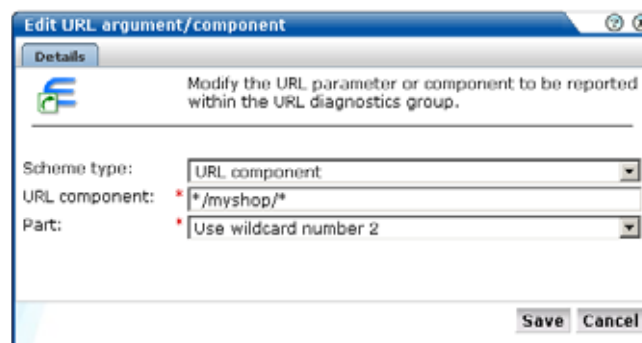 Edit URL argument/component
Details
Modify the URL parameter or component to be reported
within the URL diagnostics group.
Scheme type: URL component
URL component: * */myshop/*
Part: * Use wildcard number 2
Save Cancel